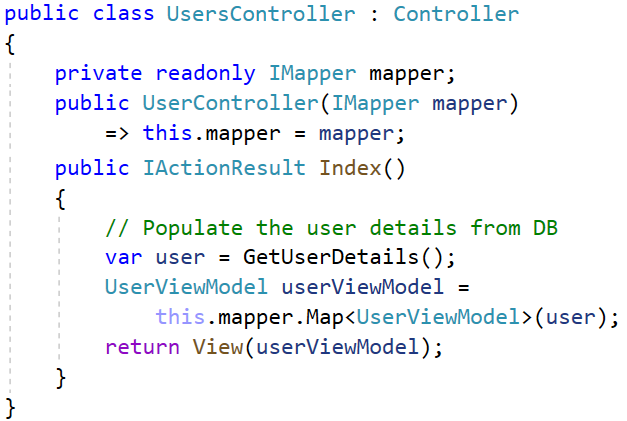 public class UsersController : Controller
{
    private readonly IMapper mapper;
    public UserController(IMapper mapper)
        => this.mapper = mapper;
    public IActionResult Index()
    {
        // Populate the user details from DB
        var user = GetUserDetails();
        UserViewModel userViewModel =
            this.mapper.Map<UserViewModel>(user);
        return View(userViewModel);
    }
}